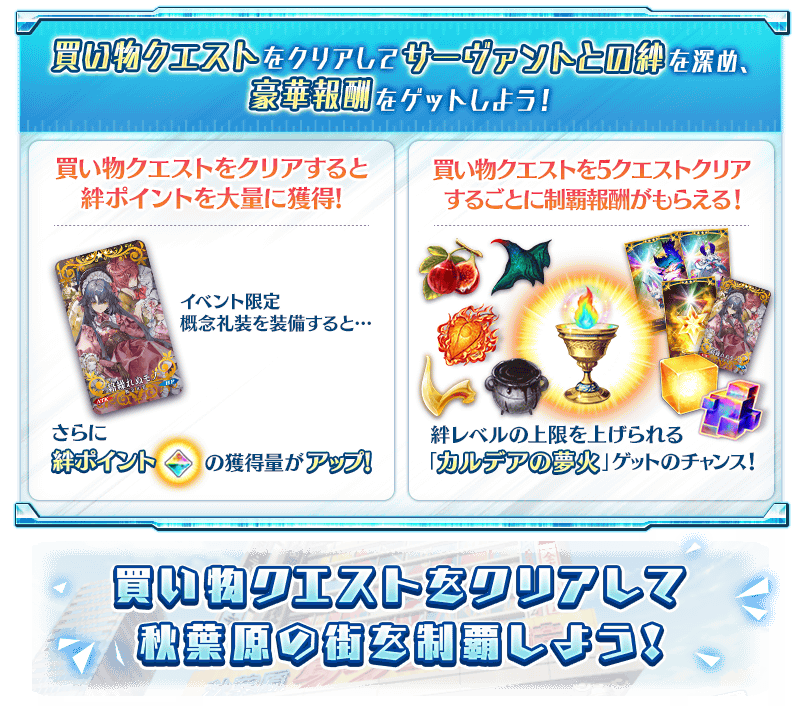 買い物クエストをクリアしてサーヴァントとの絆を深め、
豪華報酬をゲットしよう!
買い物クエストをクリアすると
絆ポイントを大量に獲得!
イベント限定
概念礼装を装備すると…
ATK
HP
さらに
絆ポイントの獲得量がアップ!
買い物クエストを5クエストクリア
するごとに制覇報酬がもらえる!
絆レベルの上限を上げられる
「カルデアの夢火」ゲットのチャンス!
買い物クエストをクリアして
秋葉原の街を制覇しよう!